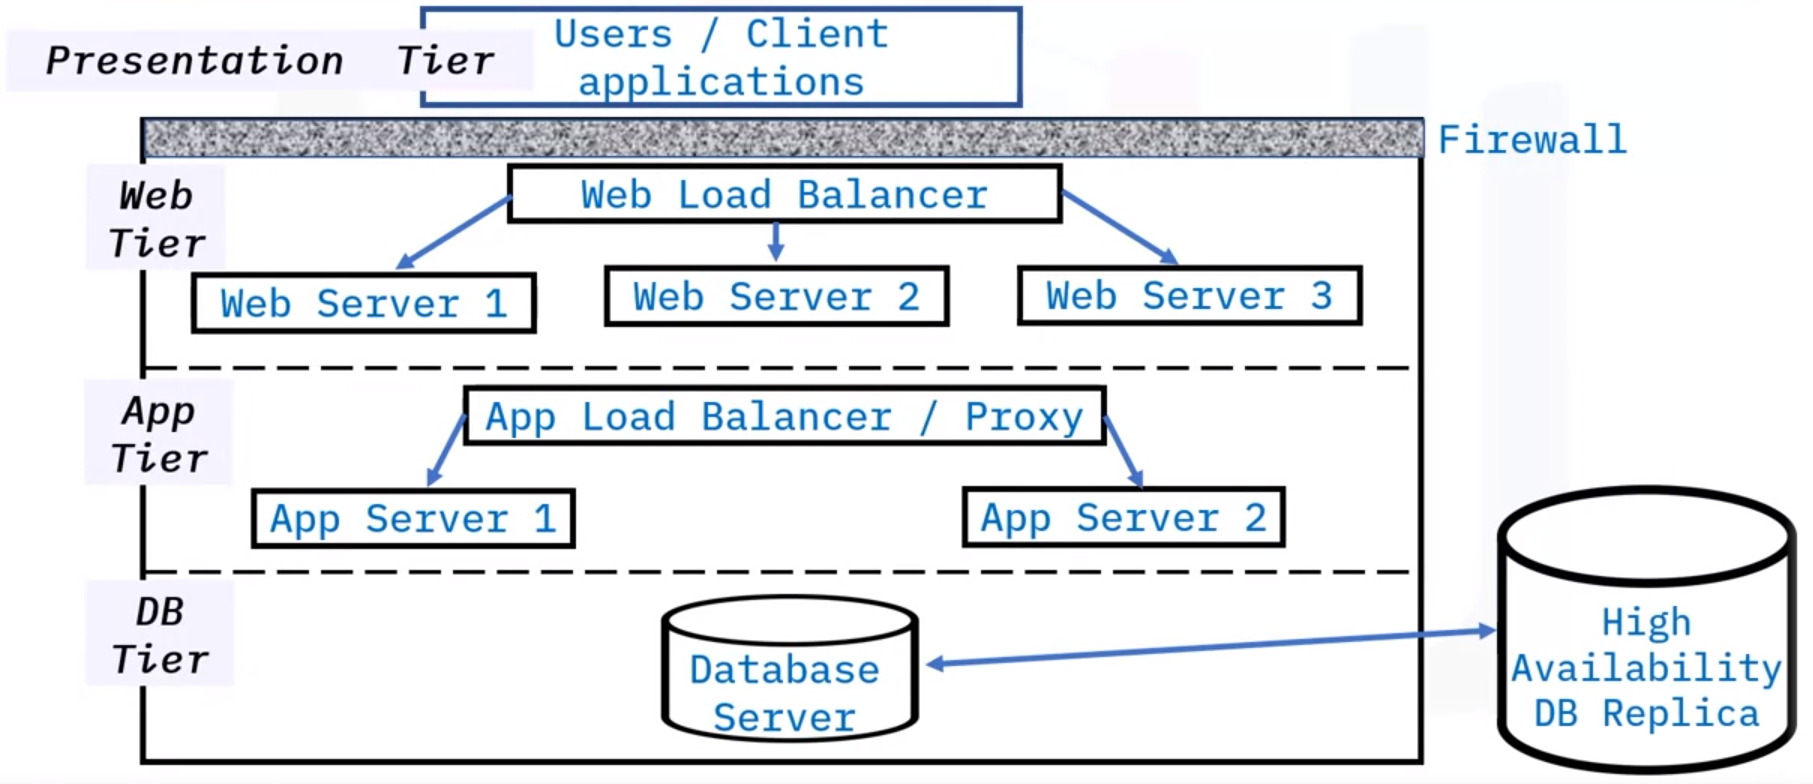 Presentation Tier
Users / Client
applications
Firewall
Web
Tier
Web Load Balancer
Web Server 1
Web Server 2
Web Server 3
App
Tier
App Load Balancer / Proxy
App Server 1
App Server 2
DB
Tier
Database
Server
High
Availability
DB Replica